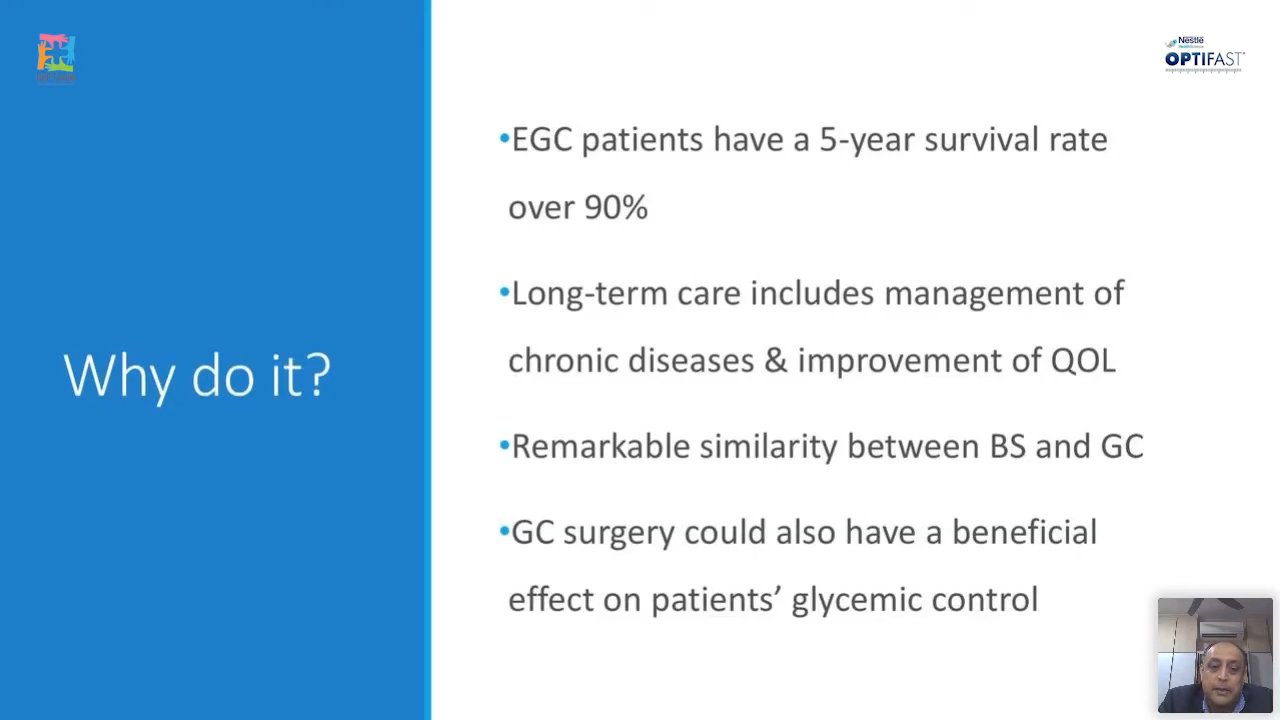 Nestlé
HealthScience
OPTIFAST
•EGC patients have a 5-year survival rate
over 90%
•Long-term care includes management of
chronic diseases & improvement of QOL
Why do it?
•Remarkable similarity between BS and GC
•GC surgery could also have a beneficial
effect on patients’ glycemic control